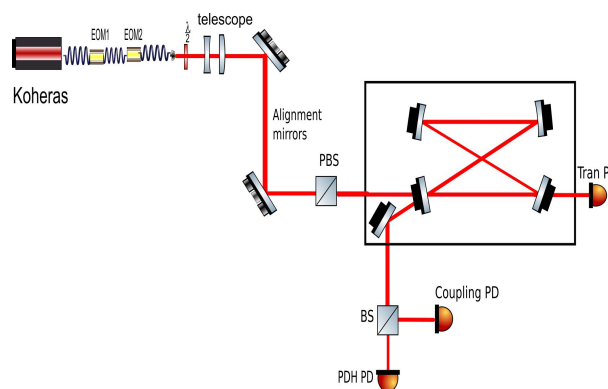 telescope
EOM1
EOM2
λ
2
Koheras
Alignment
mirrors
PBS
Tran P
BS
Coupling PD
PDH PD